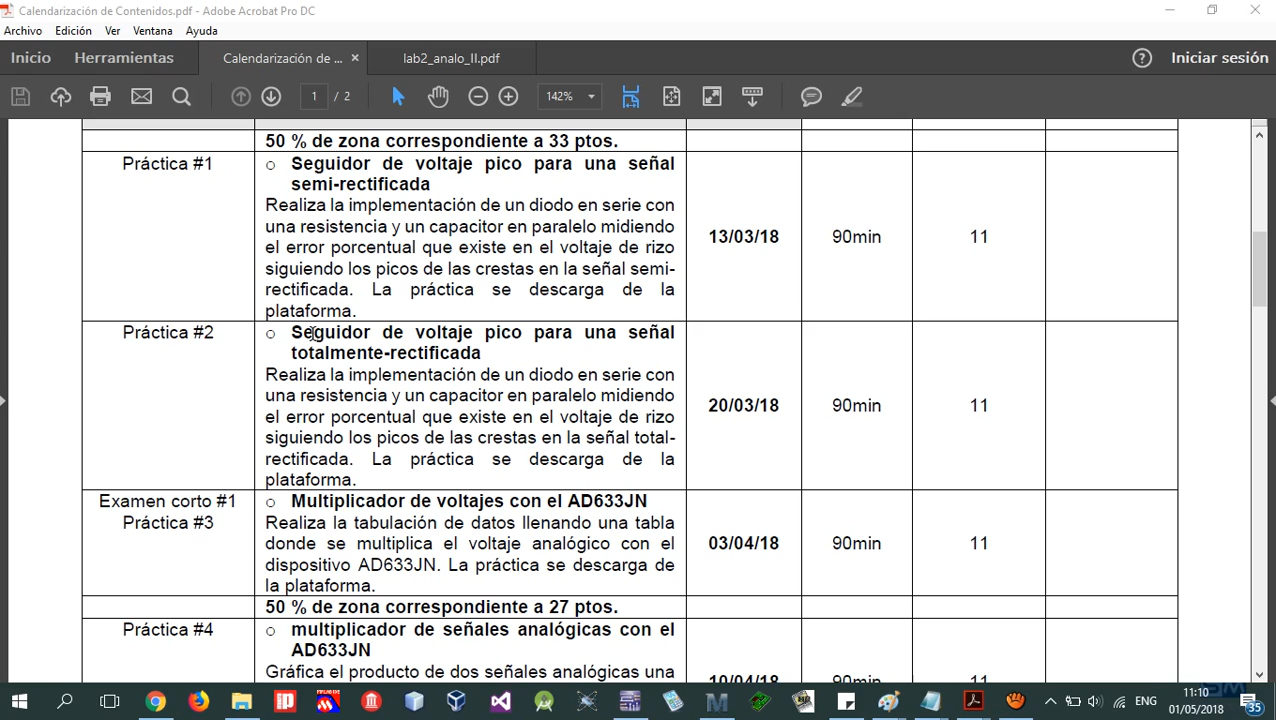 Calendarización de Contenidos.pdf - Adobe Acrobat Pro DC
Archivo Edición Ver Ventana Ayuda
Inicio Herramientas Calendarización de ... × lab2_analo_II.pdf Iniciar sesión
1 / 2 142%
50 % de zona correspondiente a 33 ptos.
Práctica #1
o Seguidor de voltaje pico para una señal
semi-rectificada
Realiza la implementación de un diodo en serie con
una resistencia y un capacitor en paralelo midiendo
el error porcentual que existe en el voltaje de rizo
siguiendo los picos de las crestas en la señal semi-
rectificada. La práctica se descarga de la
plataforma.
13/03/18 90min 11
Práctica #2
o Seguidor de voltaje pico para una señal
totalmente-rectificada
Realiza la implementación de un diodo en serie con
una resistencia y un capacitor en paralelo midiendo
el error porcentual que existe en el voltaje de rizo
siguiendo los picos de las crestas en la señal total-
rectificada. La práctica se descarga de la
plataforma.
20/03/18 90min 11
Examen corto #1
Práctica #3
o Multiplicador de voltajes con el AD633JN
Realiza la tabulación de datos llenando una tabla
donde se multiplica el voltaje analógico con el
dispositivo AD633JN. La práctica se descarga de
la plataforma.
03/04/18 90min 11
50 % de zona correspondiente a 27 ptos.
Práctica #4
o multiplicador de señales analógicas con el
AD633JN
Gráfica el producto de dos señales analógicas una
10/04/18 90min 11
ENG
11:10
01/05/2018
35